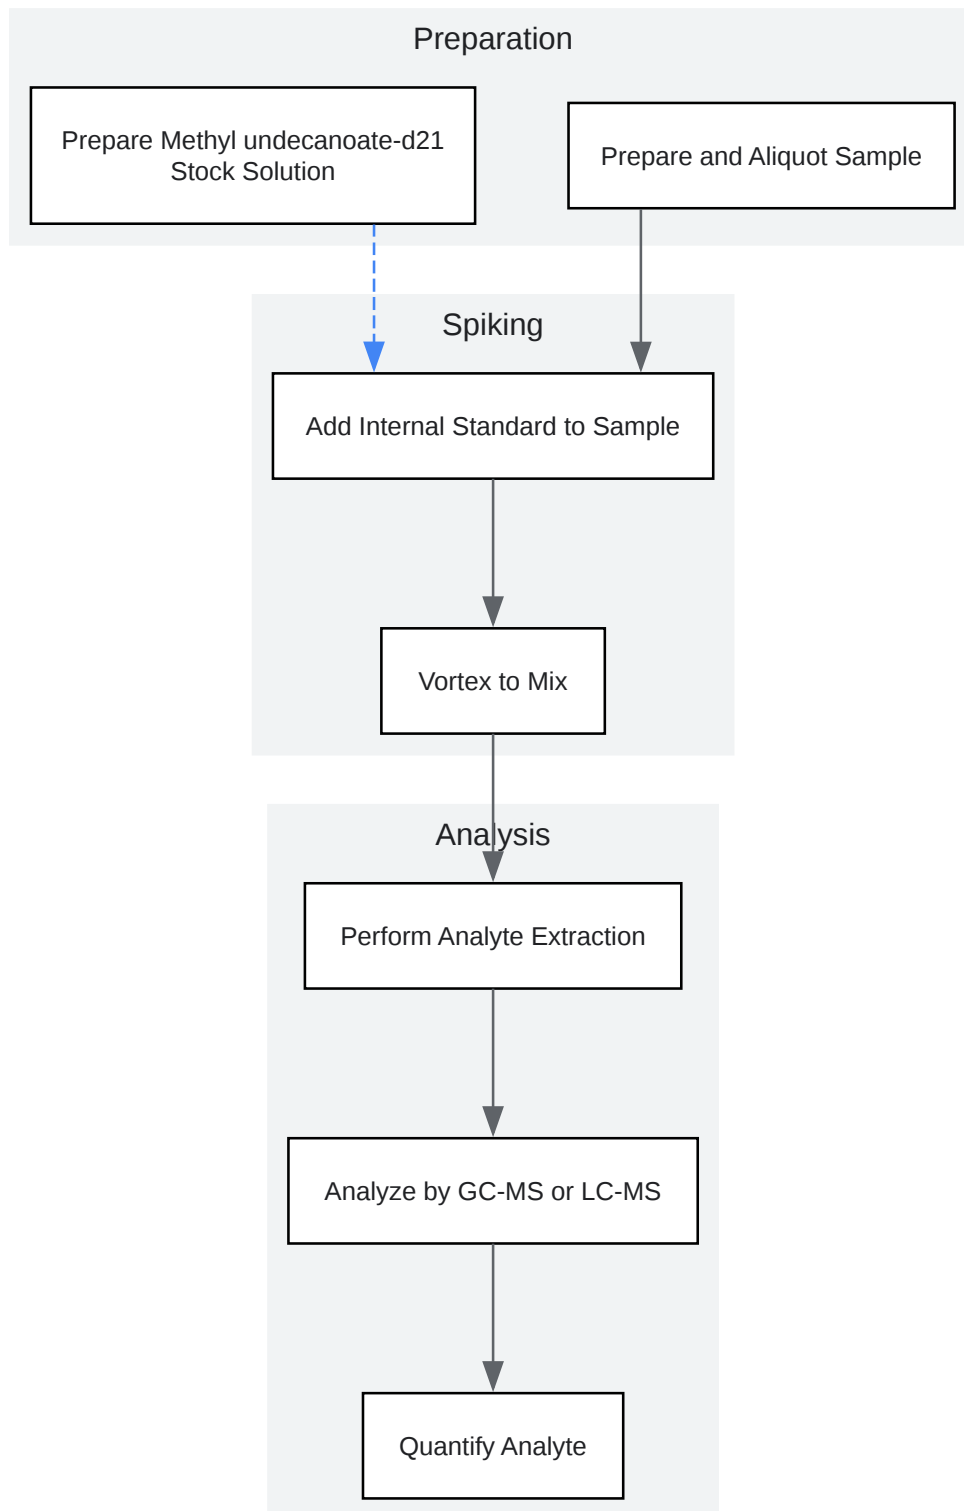 Preparation
Prepare Methyl undecanoate-d21
Stock Solution
Prepare and Aliquot Sample
Spiking
Add Internal Standard to Sample
Vortex to Mix
Analysis
Perform Analyte Extraction
Analyze by GC-MS or LC-MS
Quantify Analyte